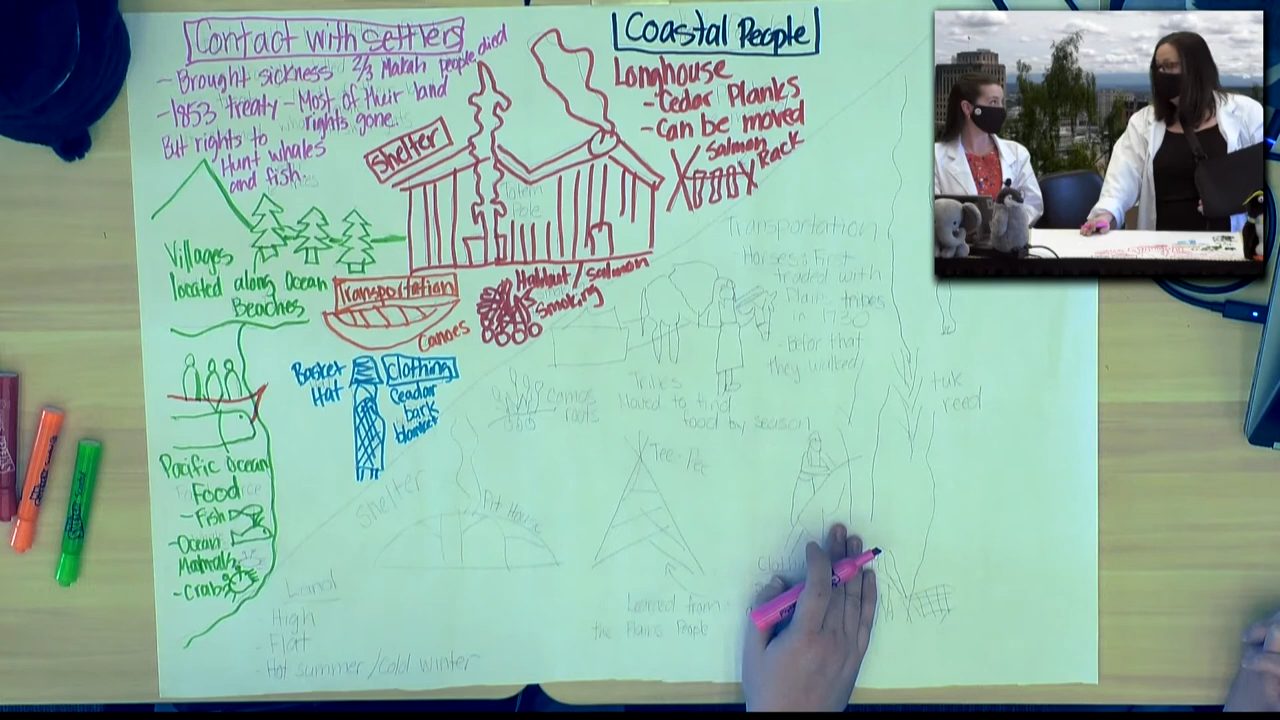 Contact with settlers
- Brought sickness 2/3 Makah people died
- 1853 treaty - Most of their land
rights gone
But rights to
Hunt whales
and fish
Coastal People
Longhouse
- Cedar Planks
- Can be moved
Salmon
Rack
Shelter
Totem
Pole
Villages
located along Ocean
Beaches
Transportation
Canoes
Halibut / salmon
smoking
Basket
Hat
Clothing
Ceadar
bark
blanket
Pacific Ocean
Food
- Fish
- Ocean
- Crabs
Transportation
Horses: First
traded with
Plains tribes
in 1730
- Befor that
they walked
Camas
roots
Tribes
Moved to find
food by season
reed
Shelter
Pit House
Tee-Pee
Learned from
the Plains People
Land
- High
- Flat
- Hot summer / cold winter